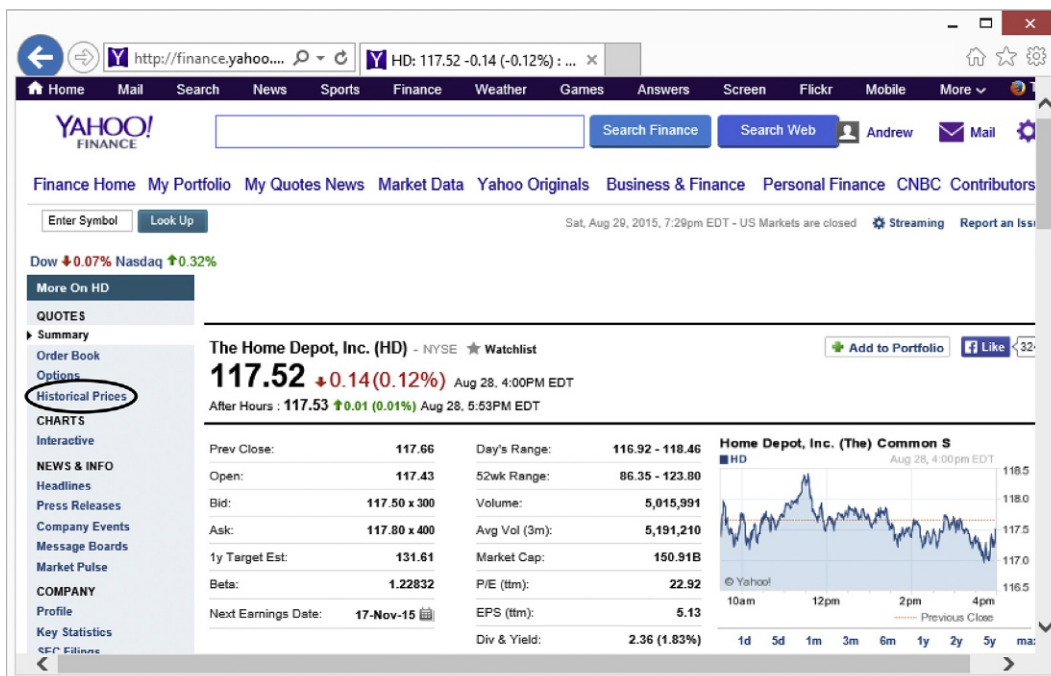 http://finance.yahoo....
HD: 117.52 -0.14 (-0.12%) : ...
Home Mail Search News Sports Finance Weather Games Answers Screen Flickr Mobile More
YAHOO!
FINANCE
Search Finance
Search Web
Andrew
Mail
Finance Home My Portfolio My Quotes News Market Data Yahoo Originals Business & Finance Personal Finance CNBC Contributors
Enter Symbol
Look Up
Sat, Aug 29, 2015, 7:29pm EDT - US Markets are closed
Streaming
Report an Iss
Dow 0.07% Nasdaq 0.32%
More On HD
QUOTES
Summary
Order Book
Options
Historical Prices
CHARTS
Interactive
NEWS & INFO
Headlines
Press Releases
Company Events
Message Boards
Market Pulse
COMPANY
Profile
Key Statistics
SEC Filings
The Home Depot, Inc. (HD) - NYSE Watchlist
Add to Portfolio
Like
324
117.52 0.14(0.12%) Aug 28, 4:00PM EDT
After Hours : 117.53 0.01 (0.01%) Aug 28, 5:53PM EDT
Prev Close: 117.66
Open: 117.43
Bid: 117.50 x 300
Ask: 117.80 x 400
1y Target Est: 131.61
Beta: 1.22832
Next Earnings Date: 17-Nov-15
Day's Range: 116.92 - 118.46
52wk Range: 86.35 - 123.80
Volume: 5,015,991
Avg Vol (3m): 5,191,210
Market Cap: 150.91B
P/E (ttm): 22.92
EPS (ttm): 5.13
Div & Yield: 2.36 (1.83%)
Home Depot, Inc. (The) Common S
HD
Aug 28, 4:00pm EDT
118.5
118.0
117.5
117.0
116.5
© Yahoo!
10am 12pm 2pm 4pm
Previous Close
1d 5d 1m 3m 6m 1y 2y 5y max